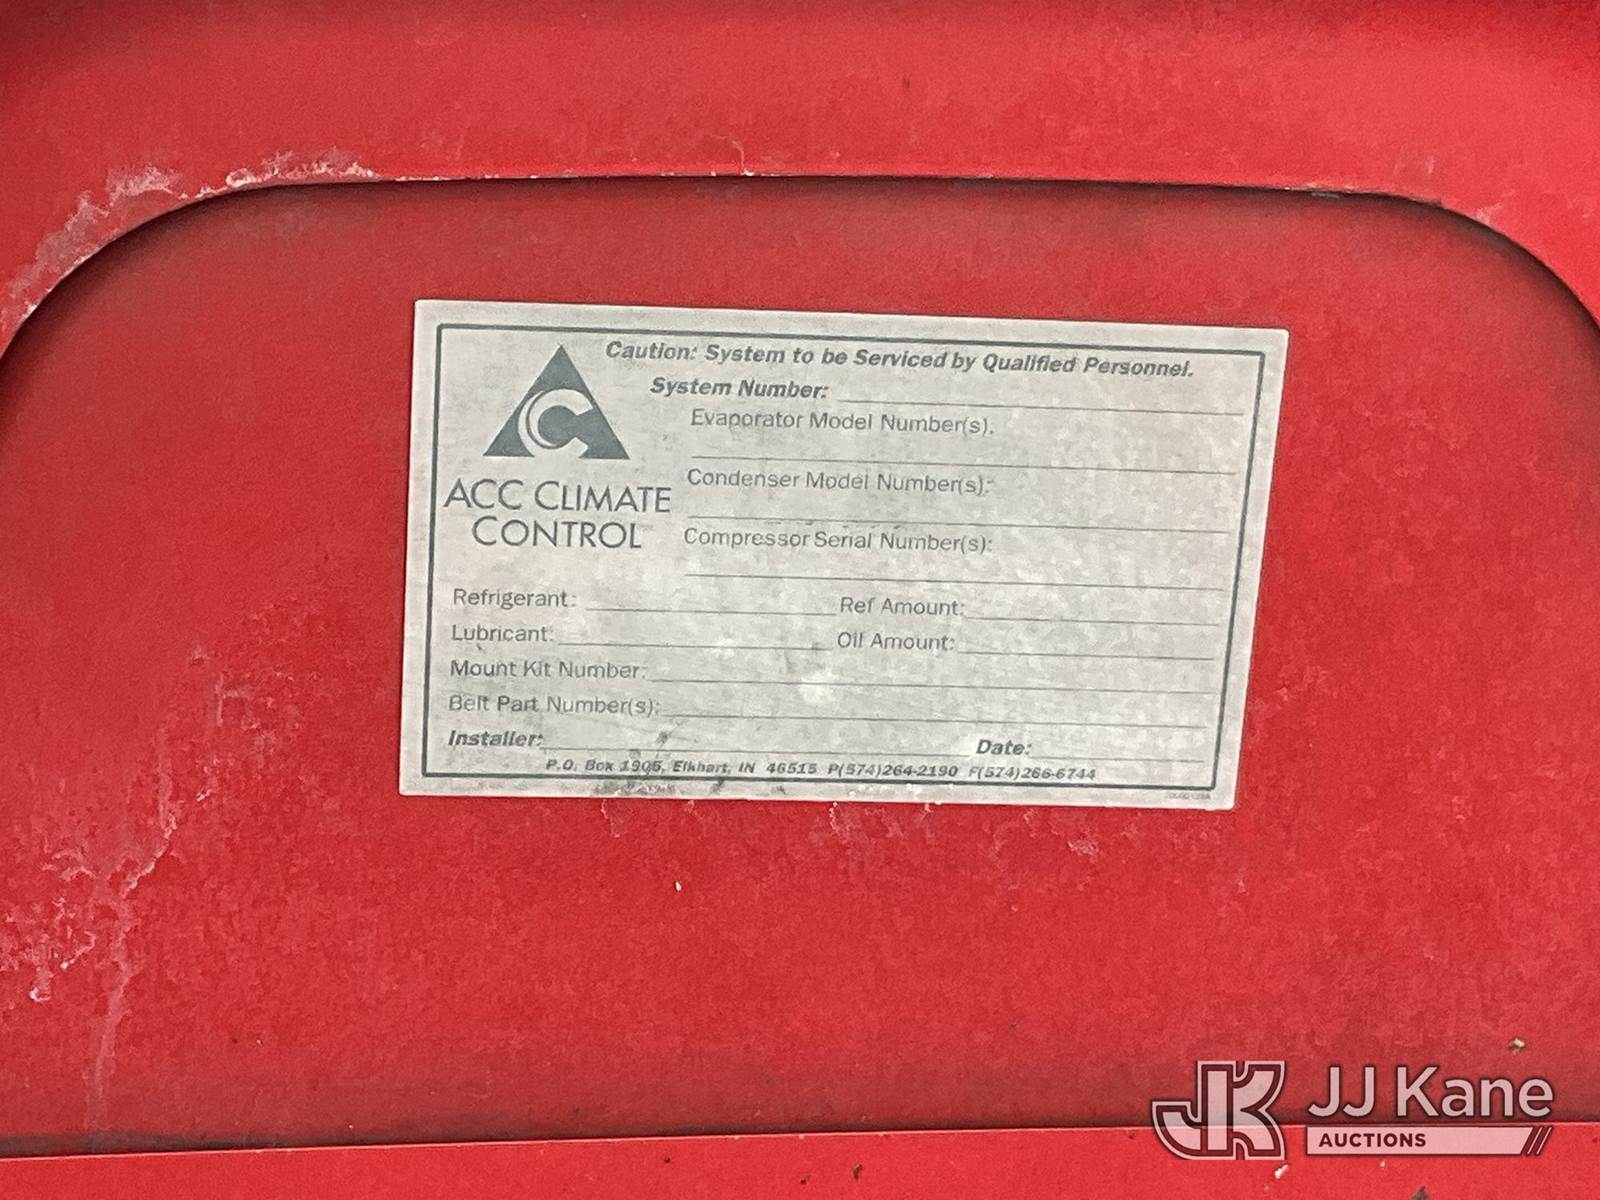 Caution: System to be Serviced by Qualified Personnel.
System Number:
Evaporator Model Number(s).
Condenser Model Number(s):
ACC CLIMATE
CONTROL
Compressor Serial Number(s):
Refrigerant: Ref Amount:
Lubricant: Oil Amount:
Mount Kit Number:
Belt Part Number(s):
Installer: Date:
P.O. Box 1905, Elkhart, IN 46515 P(574)264-2190 F(574)266-6744
JK JJ Kane
AUCTIONS